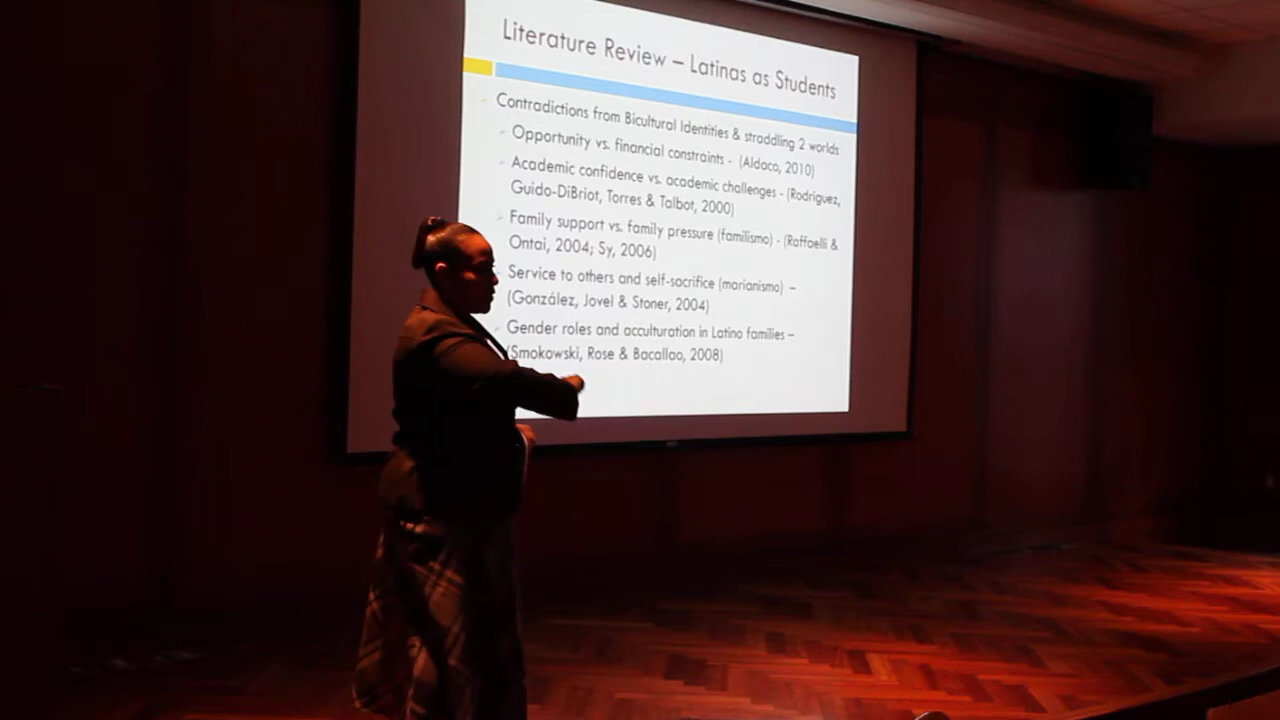 Literature Review – Latinas as Students
Contradictions from Bicultural Identities & straddling 2 worlds
Opportunity vs. financial constraints - (Aldaco, 2010)
Academic confidence vs. academic challenges - (Rodriguez,
Guido-DiBriot, Torres & Talbot, 2000)
Family support vs. family pressure (familismo) - (Raffaelli &
Ontai, 2004; Sy, 2006)
Service to others and self-sacrifice (marianismo) –
(González, Jovel & Stoner, 2004)
Gender roles and acculturation in Latino families –
(Smokowski, Rose & Bacallao, 2008)